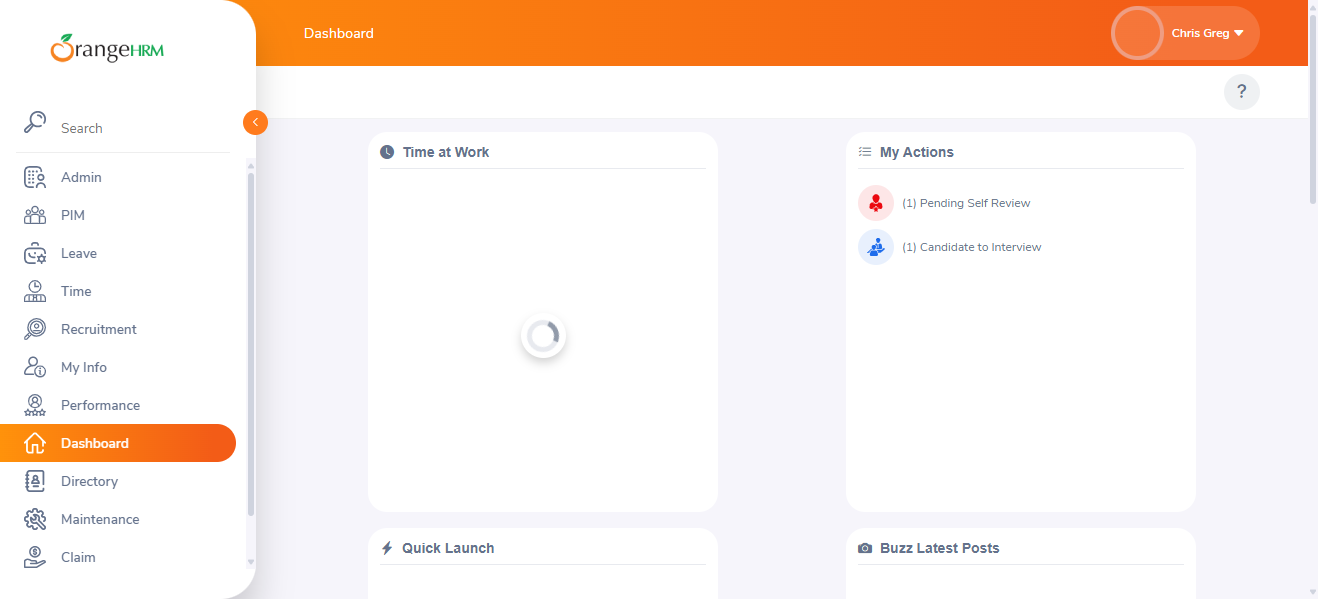 OrangeHRM
Search
Admin
PIM
Leave
Time
Recruitment
My Info
Performance
Dashboard
Directory
Maintenance
Claim
Dashboard
Chris Greg
?
Time at Work
My Actions
(1) Pending Self Review
(1) Candidate to Interview
Quick Launch
Buzz Latest Posts